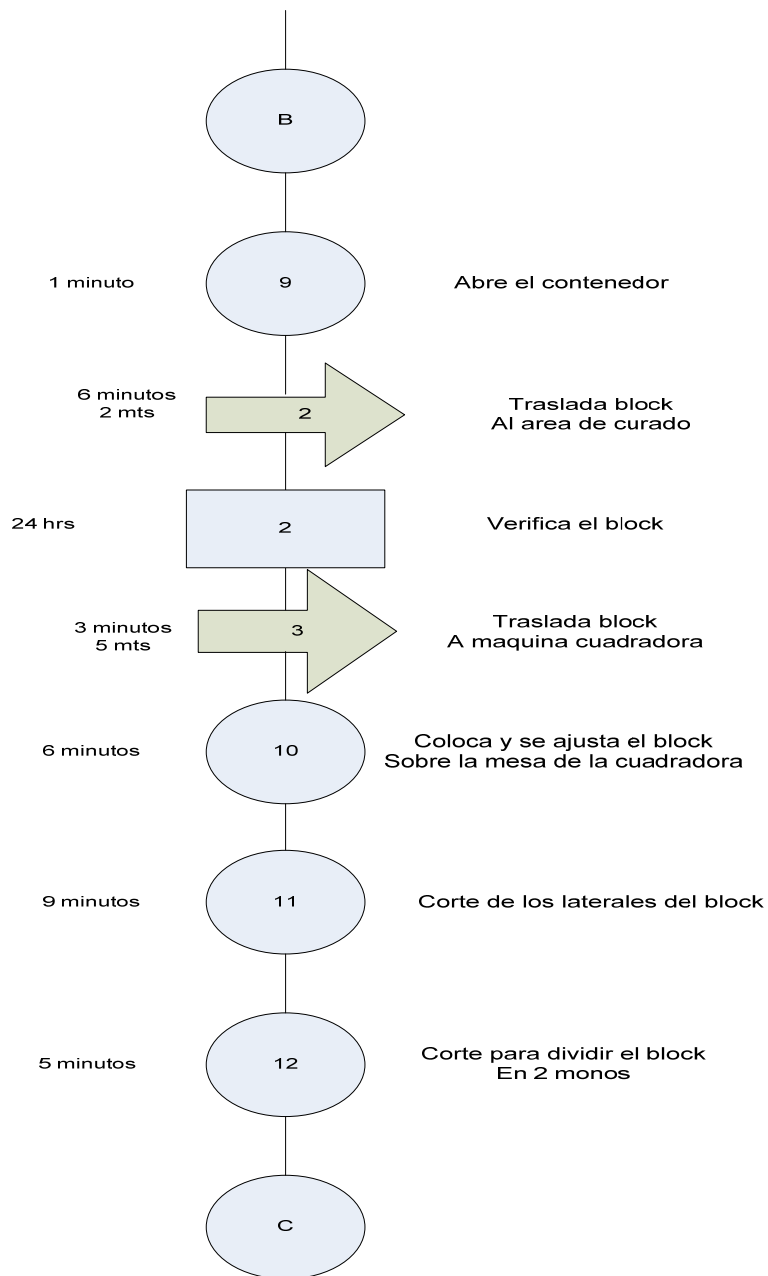 B
1 minuto
9
Abre el contenedor
6 minutos
2 mts
2
Traslada block
Al area de curado
24 hrs
2
Verifica el block
3 minutos
5 mts
3
Traslada block
A maquina cuadradora
6 minutos
10
Coloca y se ajusta el block
Sobre la mesa de la cuadradora
9 minutos
11
Corte de los laterales del block
5 minutos
12
Corte para dividir el block
En 2 monos
C